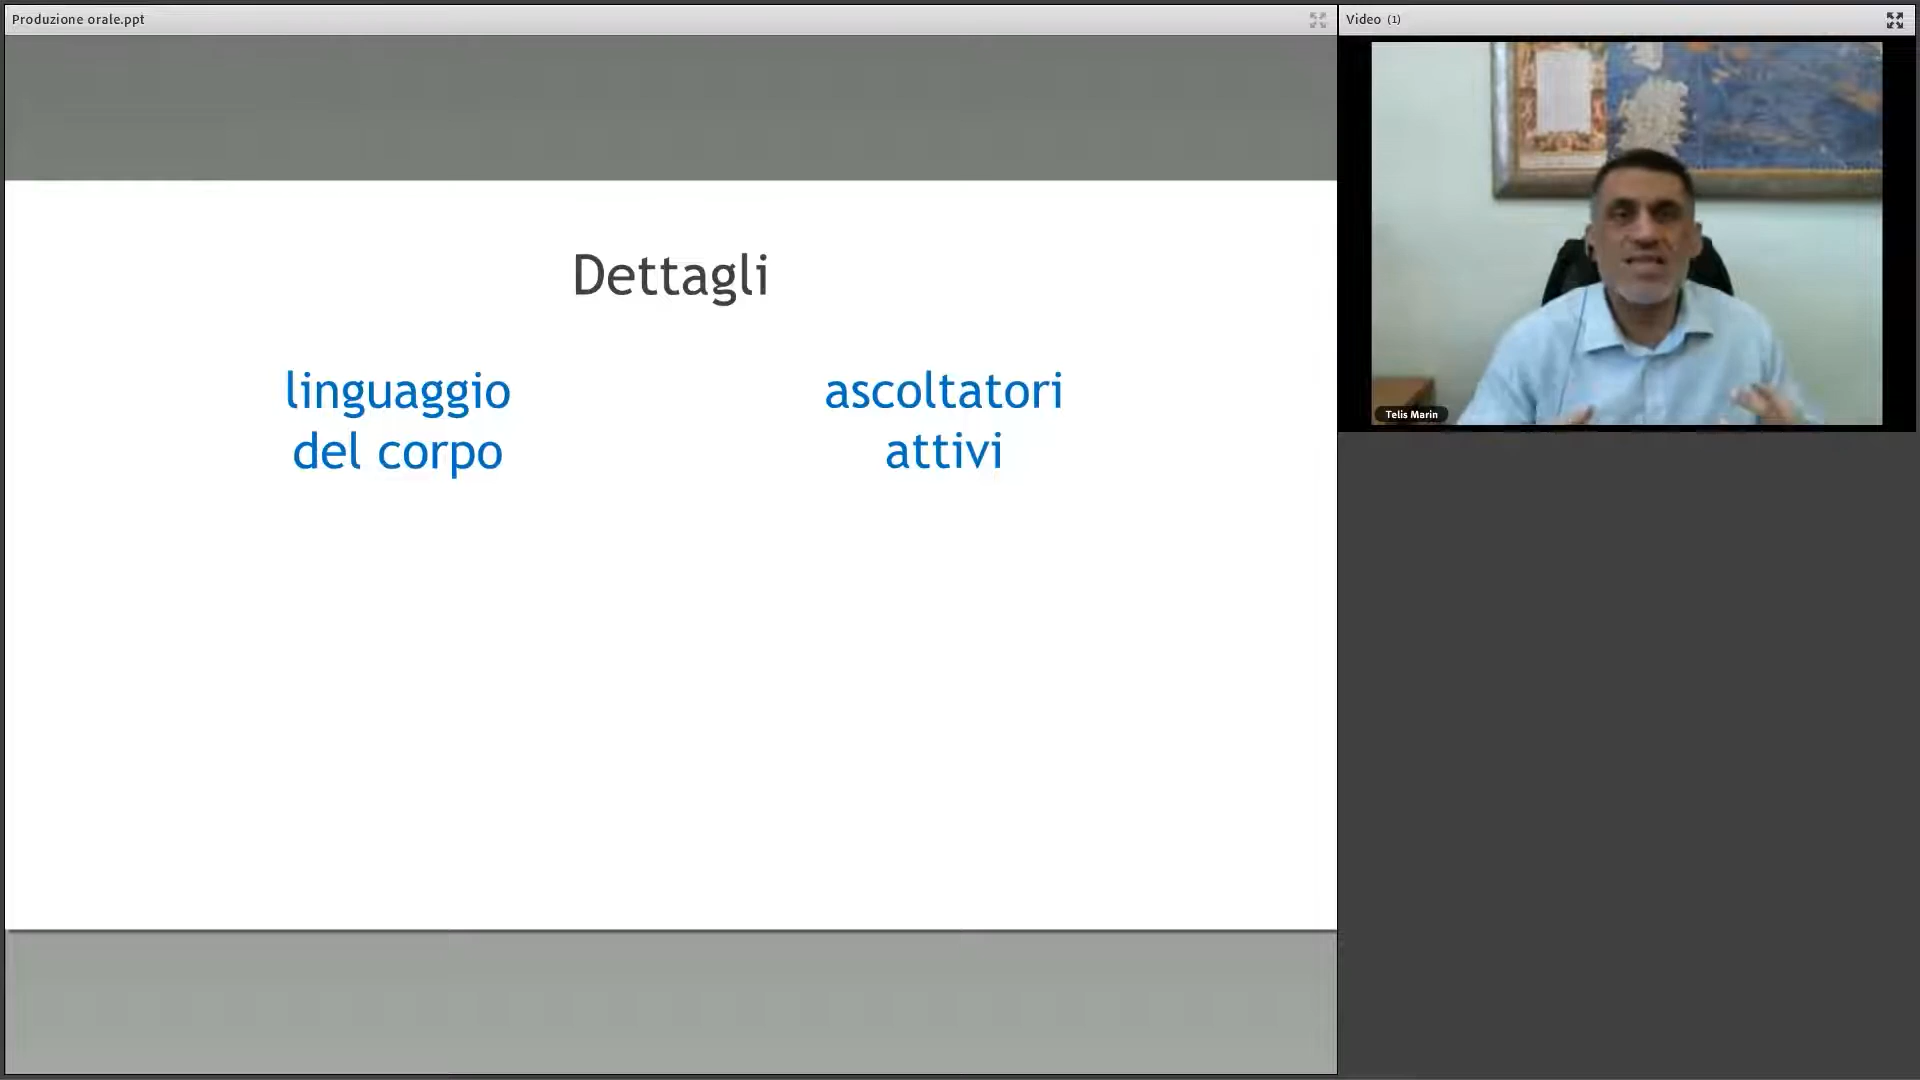 Produzione orale.ppt
Video (1)
Dettagli
linguaggio
del corpo
ascoltatori
attivi
Telis Marin